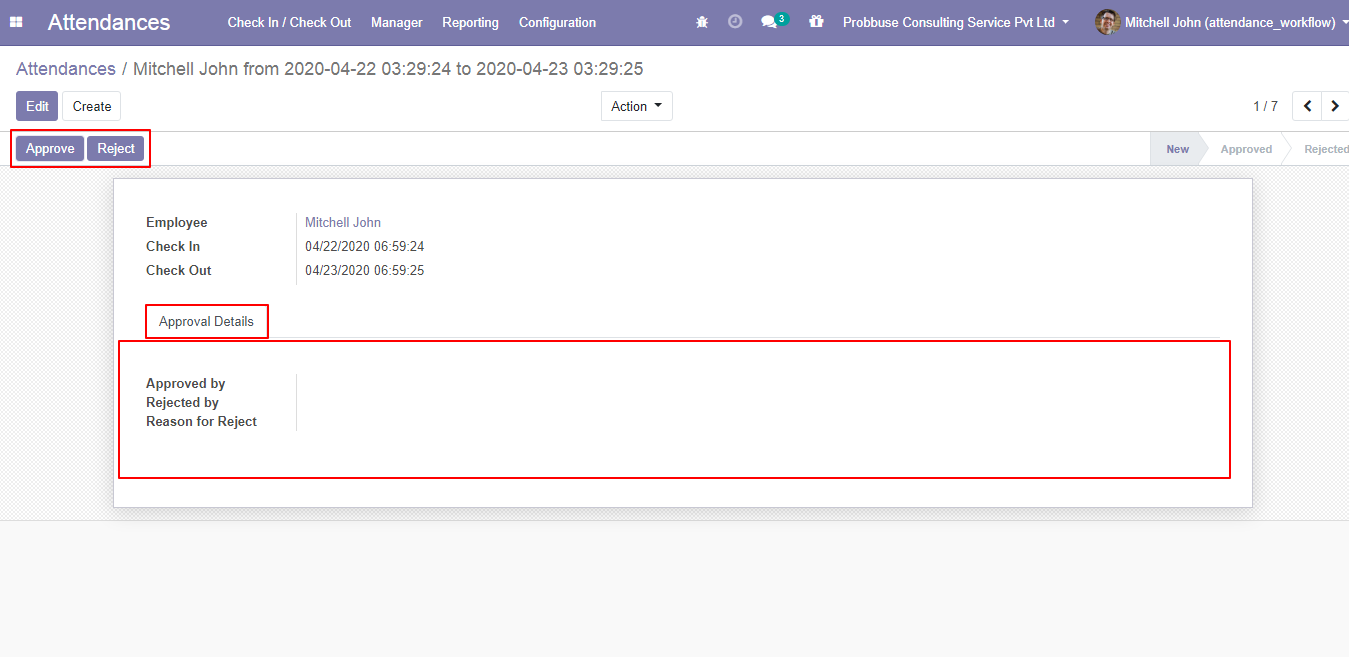 Attendances Check In / Check Out Manager Reporting Configuration 3 Probbuse Consulting Service Pvt Ltd Mitchell John (attendance_workflow)
Attendances / Mitchell John from 2020-04-22 03:29:24 to 2020-04-23 03:29:25
Edit Create Action 1 / 7
Approve Reject New Approved Rejected
Employee Mitchell John
Check In 04/22/2020 06:59:24
Check Out 04/23/2020 06:59:25
Approval Details
Approved by
Rejected by
Reason for Reject